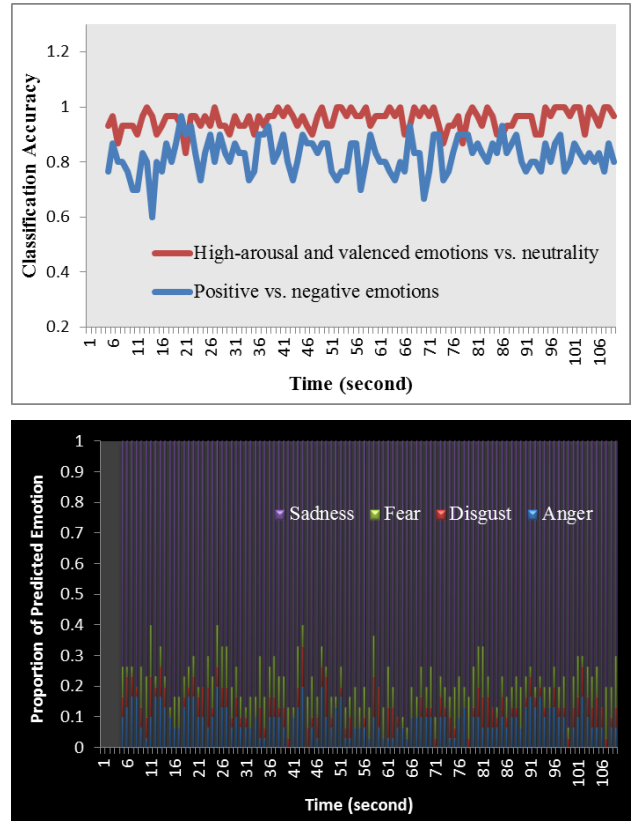 1.2
1
0.8
0.6
0.4
0.2
Classification Accuracy
High-arousal and valenced emotions vs. neutrality
Positive vs. negative emotions
1 6 11 16 21 26 31 36 41 46 51 56 61 66 71 76 81 86 91 96 101 106
Time (second)
1
0.9
0.8
0.7
0.6
0.5
0.4
0.3
0.2
0.1
0
Proportion of Predicted Emotion
Sadness Fear Disgust Anger
1 6 11 16 21 26 31 36 41 46 51 56 61 66 71 76 81 86 91 96 101 106
Time (second)